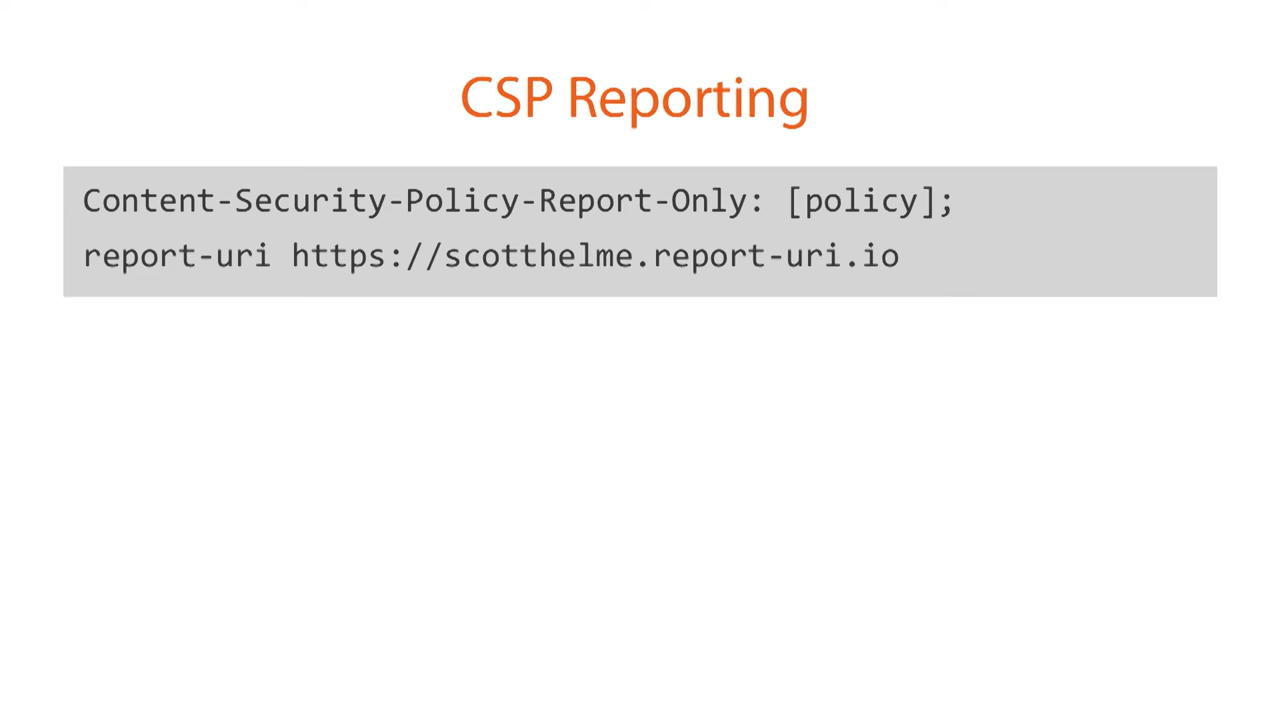 CSP Reporting
Content-Security-Policy-Report-Only: [policy];
report-uri https://scotthelme.report-uri.io